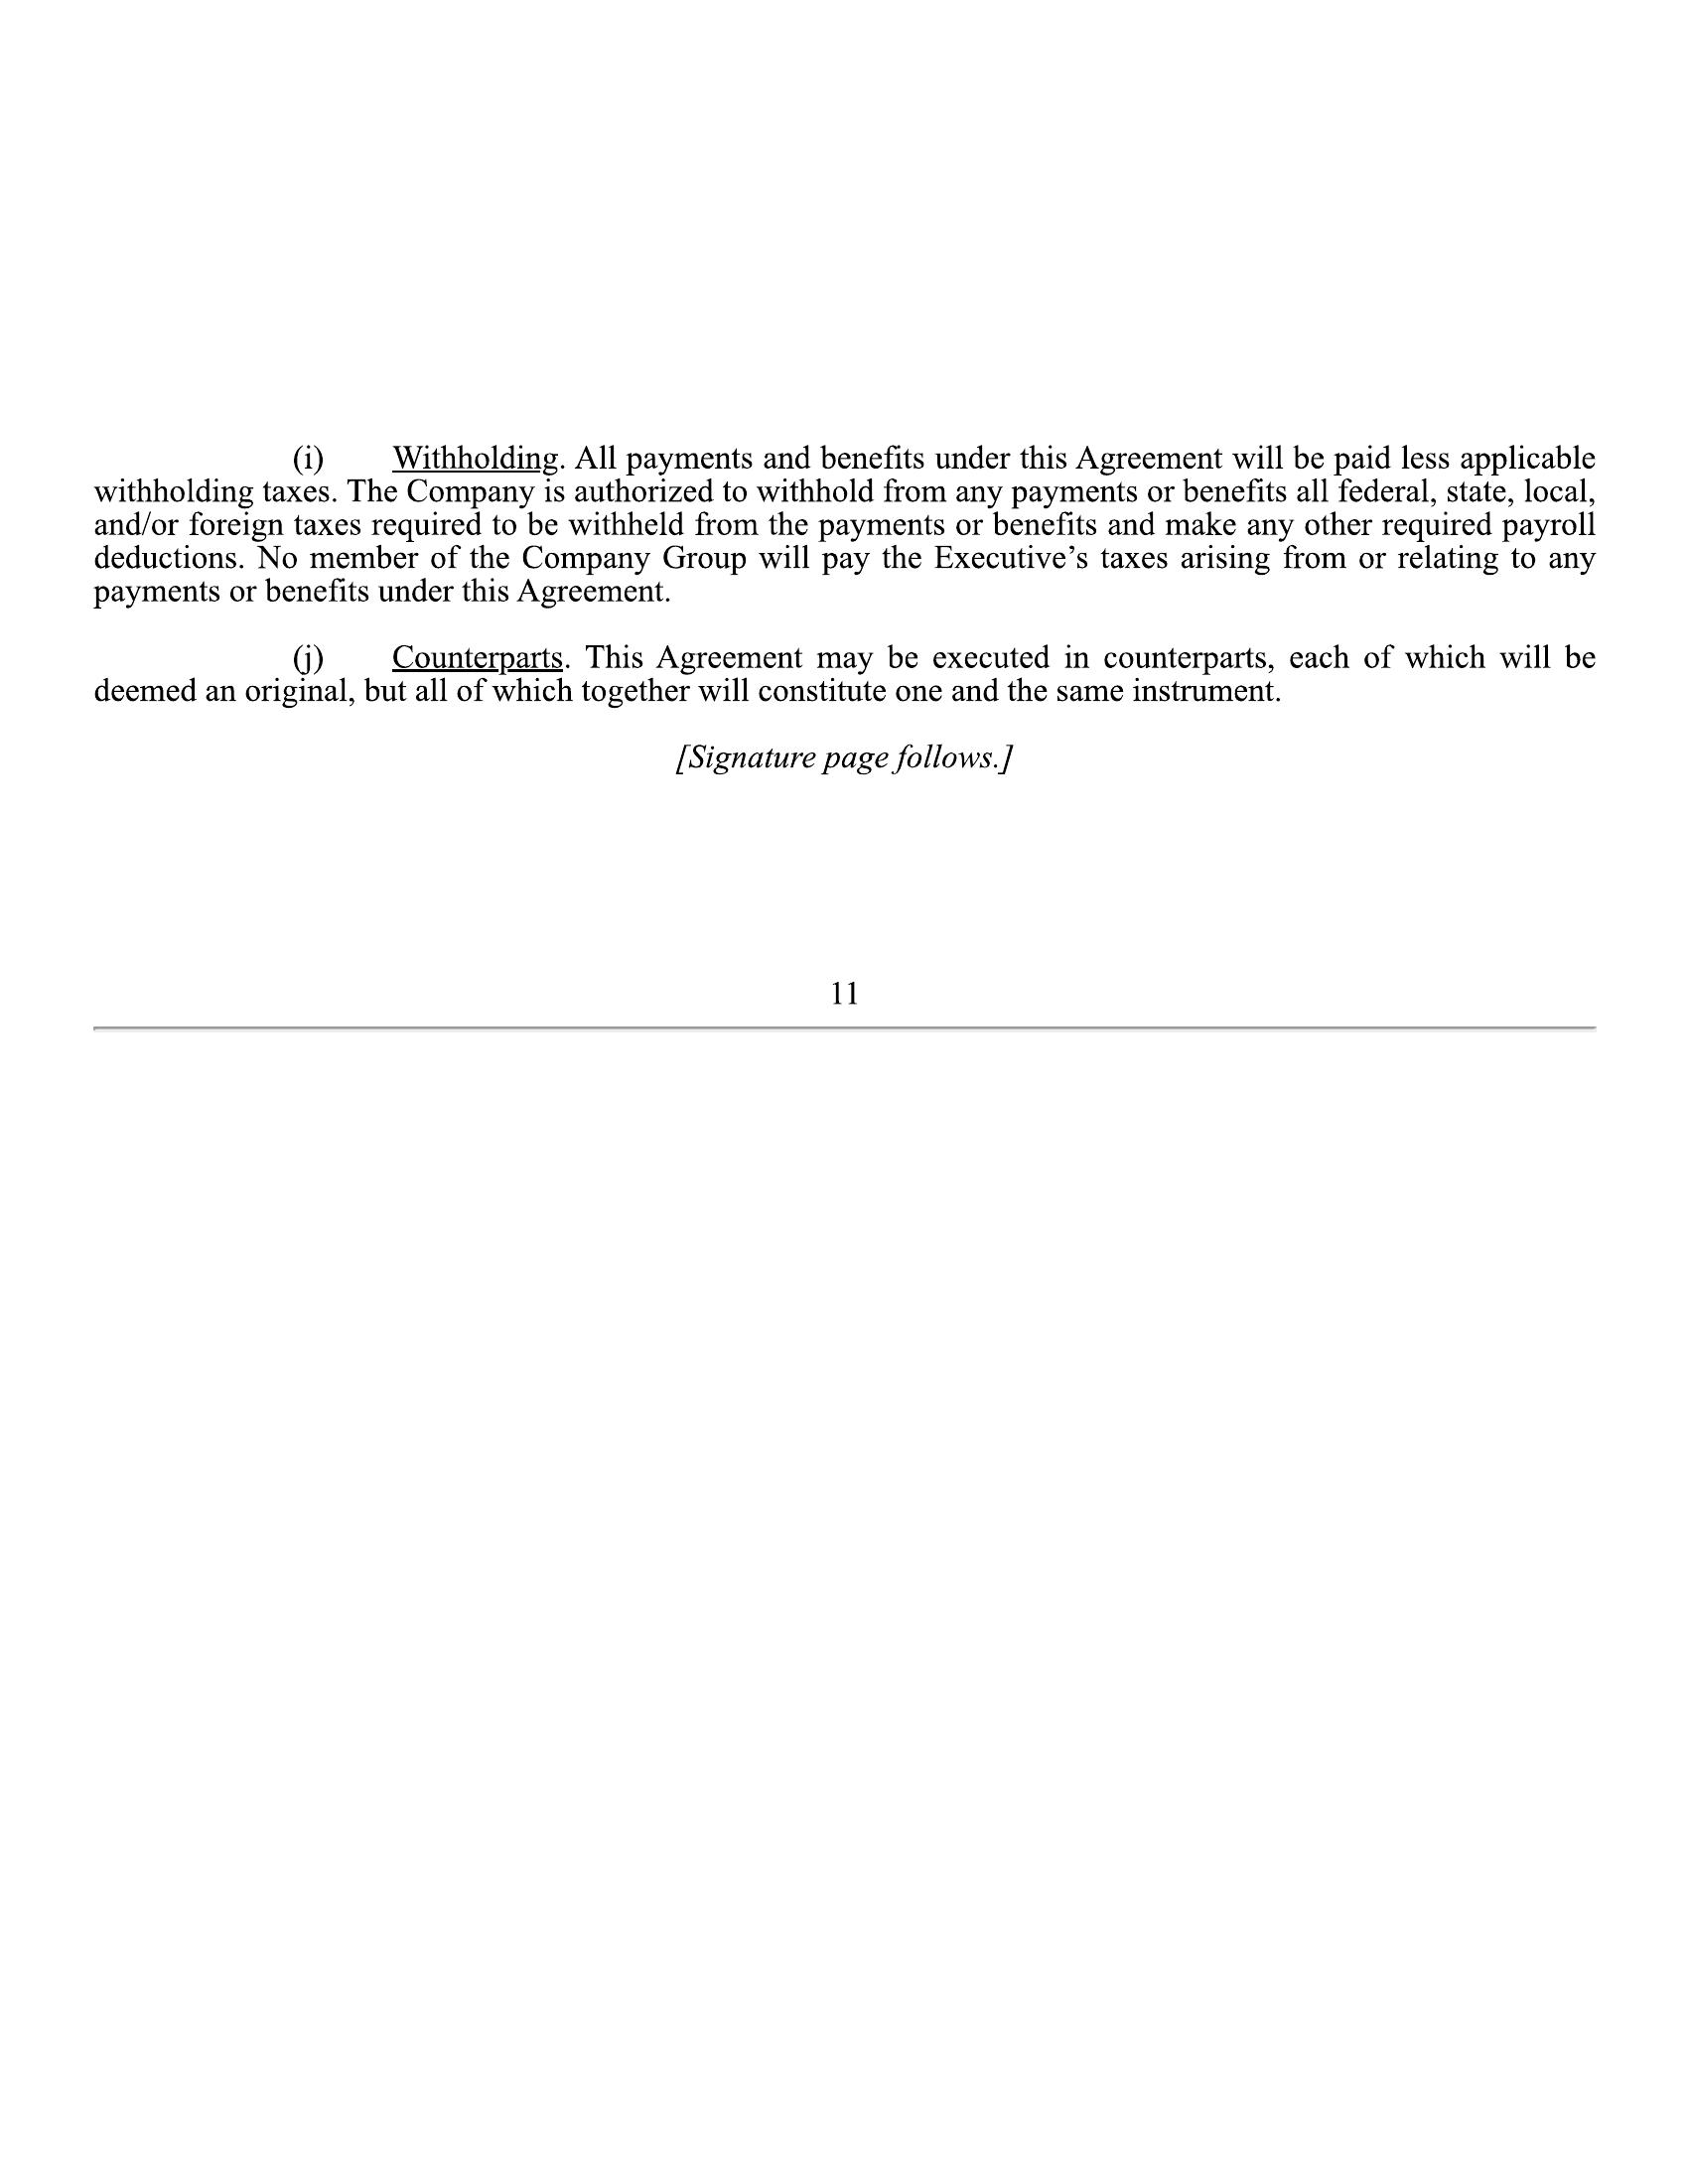 (i) Withholding. All payments and benefits under this Agreement will be paid less applicable
withholding taxes. The Company is authorized to withhold from any payments or benefits all federal, state, local,
and/or foreign taxes required to be withheld from the payments or benefits and make any other required payroll
deductions. No member of the Company Group will pay the Executive’s taxes arising from or relating to any
payments or benefits under this Agreement.
(j) Counterparts. This Agreement may be executed in counterparts, each of which will be
deemed an original, but all of which together will constitute one and the same instrument.
[Signature page follows.]
11